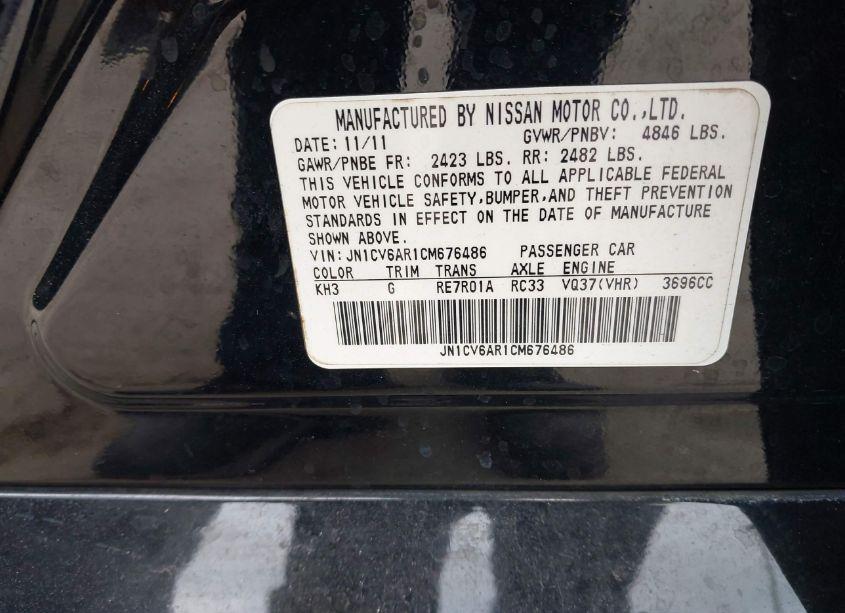 MANUFACTURED BY NISSAN MOTOR CO.,LTD.
DATE: 11/11 GVWR/PNBV: 4846 LBS.
GAWR/PNBE FR: 2423 LBS. RR: 2482 LBS.
THIS VEHICLE CONFORMS TO ALL APPLICABLE FEDERAL
MOTOR VEHICLE SAFETY,BUMPER,AND THEFT PREVENTION
STANDARDS IN EFFECT ON THE DATE OF MANUFACTURE
SHOWN ABOVE.
VIN: JN1CV6AR1CM676486 PASSENGER CAR
COLOR TRIM TRANS AXLE ENGINE
KH3 G RE7R01A RC33 VQ37(VHR) 3696CC
JN1CV6AR1CM676486